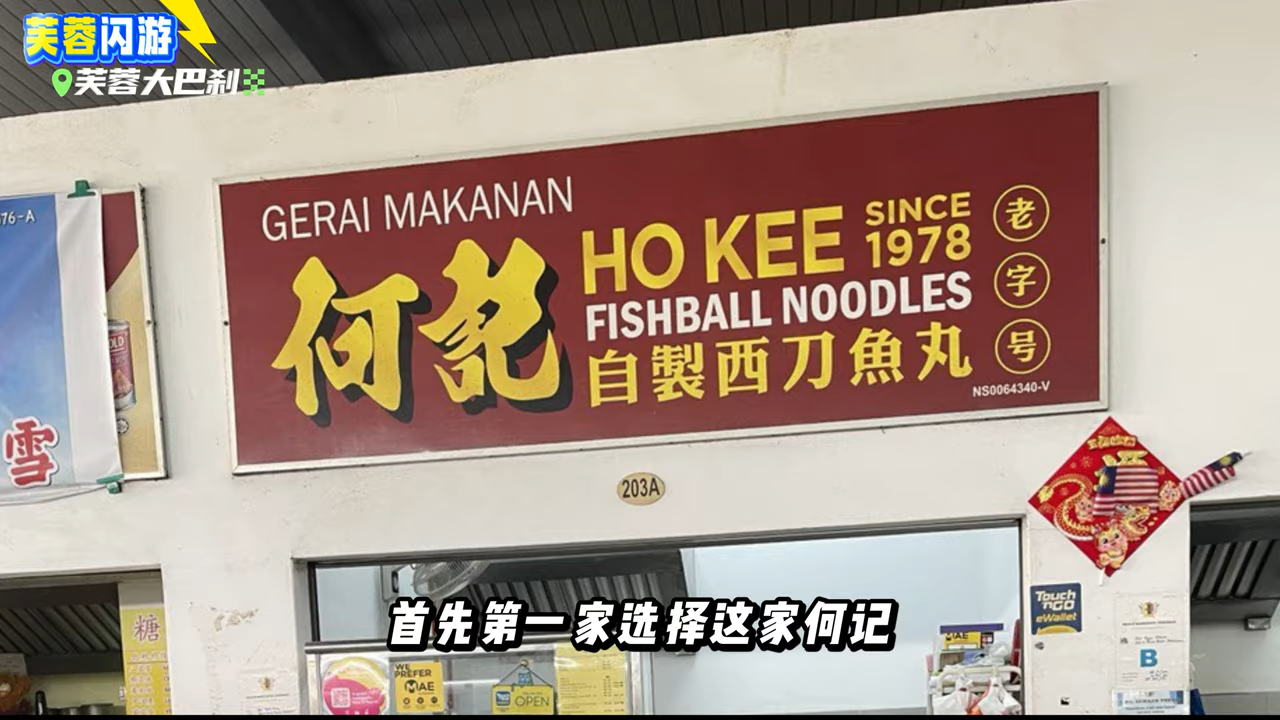 芙蓉闪游
芙蓉大巴刹
GERAI MAKANAN
何記
HO KEE
SINCE
1978
FISHBALL NOODLES
自製西刀魚丸
老
字
号
NS0064340-V
76-A
雪
203A
糖
首先第一家选择这家何记
WE
PREFER
MAE
OPEN
MAE
Touch
'nGO
eWallet
B